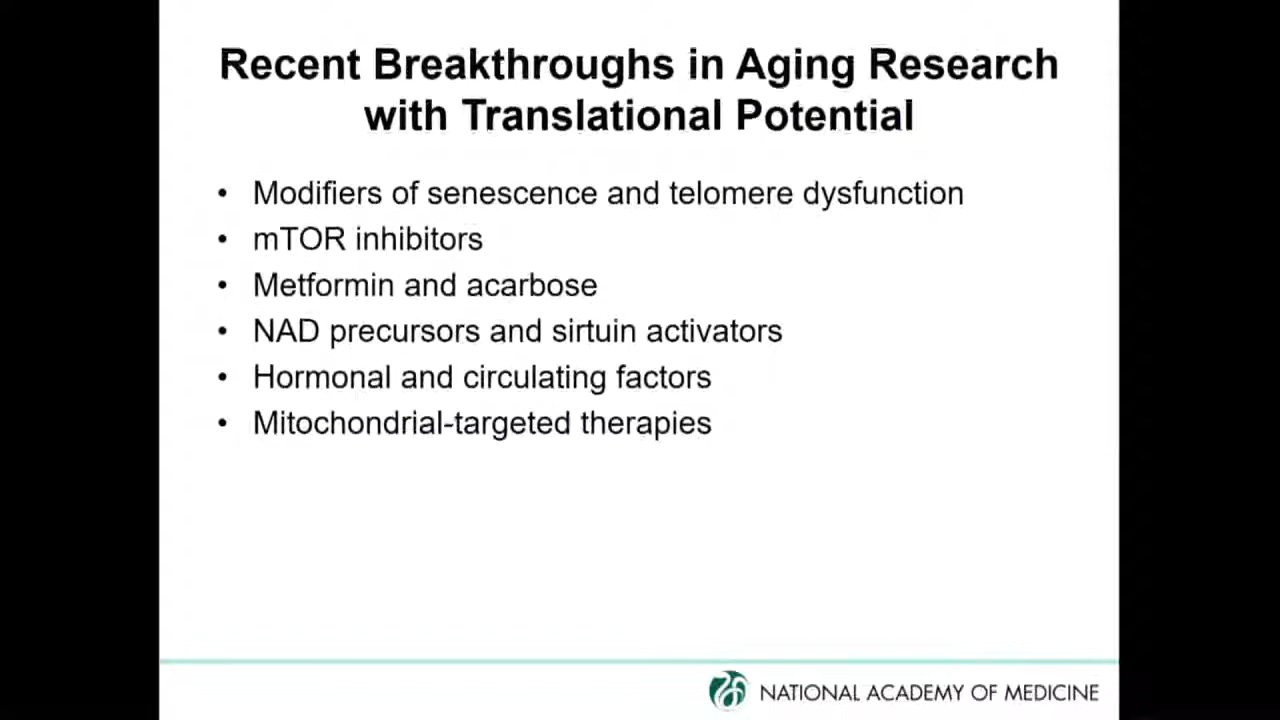 Recent Breakthroughs in Aging Research
with Translational Potential
• Modifiers of senescence and telomere dysfunction
• mTOR inhibitors
• Metformin and acarbose
• NAD precursors and sirtuin activators
• Hormonal and circulating factors
• Mitochondrial-targeted therapies
NATIONAL ACADEMY OF MEDICINE